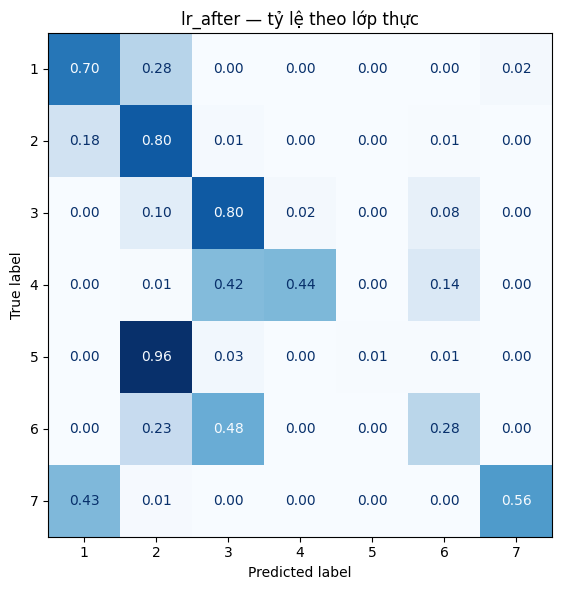 lr_after — tỷ lệ theo lớp thực
1 0.70 0.28 0.00 0.00 0.00 0.00 0.02
2 0.18 0.80 0.01 0.00 0.00 0.01 0.00
3 0.00 0.10 0.80 0.02 0.00 0.08 0.00
4 0.00 0.01 0.42 0.44 0.00 0.14 0.00
5 0.00 0.96 0.03 0.00 0.01 0.01 0.00
6 0.00 0.23 0.48 0.00 0.00 0.28 0.00
7 0.43 0.01 0.00 0.00 0.00 0.00 0.56
True label
1 2 3 4 5 6 7
Predicted label